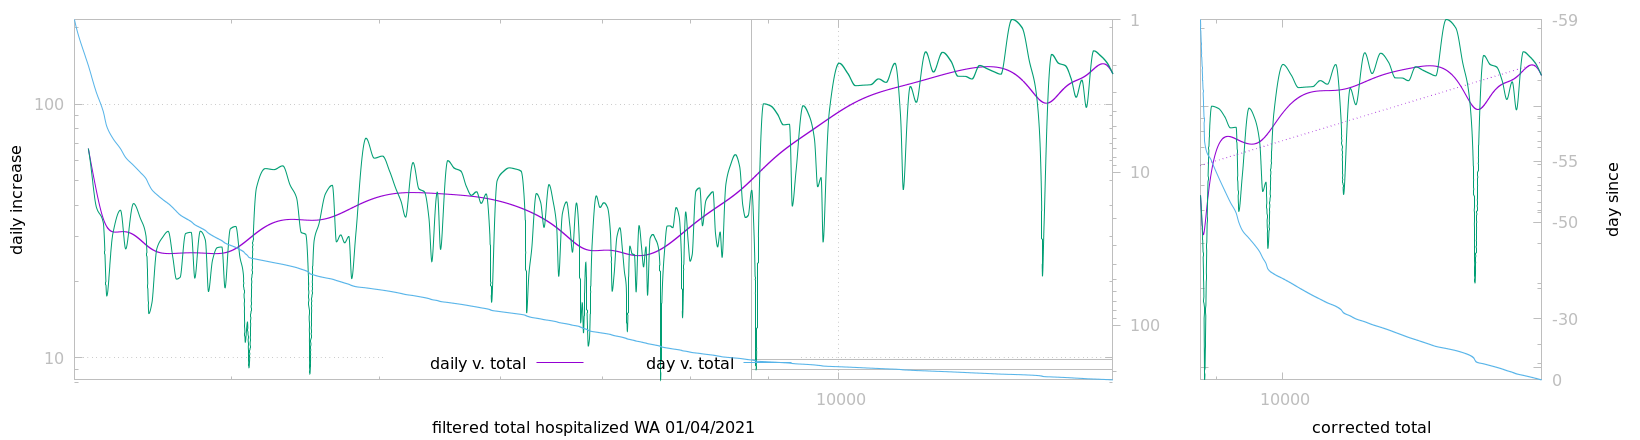 1
-59
100
10
-55
-50
100
-30
10
daily v. total
day v. total
0
10000
10000
daily increase
day since
filtered total hospitalized WA 01/04/2021
corrected total